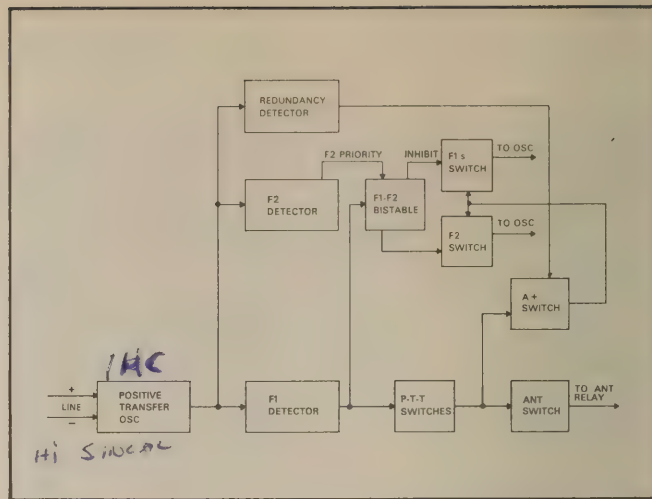 REDUNDANCY
DETECTOR
F2 PRIORITY
INHIBIT
F1 s
SWITCH
TO OSC
F2
DETECTOR
F1-F2
BISTABLE
F2
SWITCH
TO OSC
A+
SWITCH
HC
+
LINE
−
POSITIVE
TRANSFER
OSC
F1
DETECTOR
P-T-T
SWITCHES
ANT
SWITCH
TO ANT
RELAY
Hi